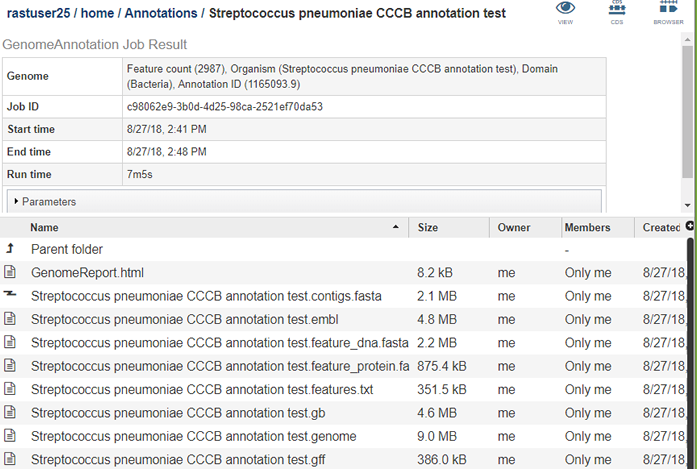 rastuser25 / home / Annotations / Streptococcus pneumoniae CCCB annotation test
VIEW
CDS
CDS
BROWSER
GenomeAnnotation Job Result
Genome Feature count (2987), Organism (Streptococcus pneumoniae CCCB annotation test), Domain
(Bacteria), Annotation ID (1165093.9)
Job ID c98062e9-3b0d-4d25-98ca-2521ef70da53
Start time 8/27/18, 2:41 PM
End time 8/27/18, 2:48 PM
Run time 7m5s
Parameters
Name Size Owner Members Created
Parent folder -
GenomeReport.html 8.2 kB me Only me 8/27/18,
Streptococcus pneumoniae CCCB annotation test.contigs.fasta 2.1 MB me Only me 8/27/18,
Streptococcus pneumoniae CCCB annotation test.embl 4.8 MB me Only me 8/27/18,
Streptococcus pneumoniae CCCB annotation test.feature_dna.fasta 2.2 MB me Only me 8/27/18,
Streptococcus pneumoniae CCCB annotation test.feature_protein.fa 875.4 kB me Only me 8/27/18,
Streptococcus pneumoniae CCCB annotation test.features.txt 351.5 kB me Only me 8/27/18,
Streptococcus pneumoniae CCCB annotation test.gb 4.6 MB me Only me 8/27/18,
Streptococcus pneumoniae CCCB annotation test.genome 9.0 MB me Only me 8/27/18,
Streptococcus pneumoniae CCCB annotation test.gff 386.0 kB me Only me 8/27/18,